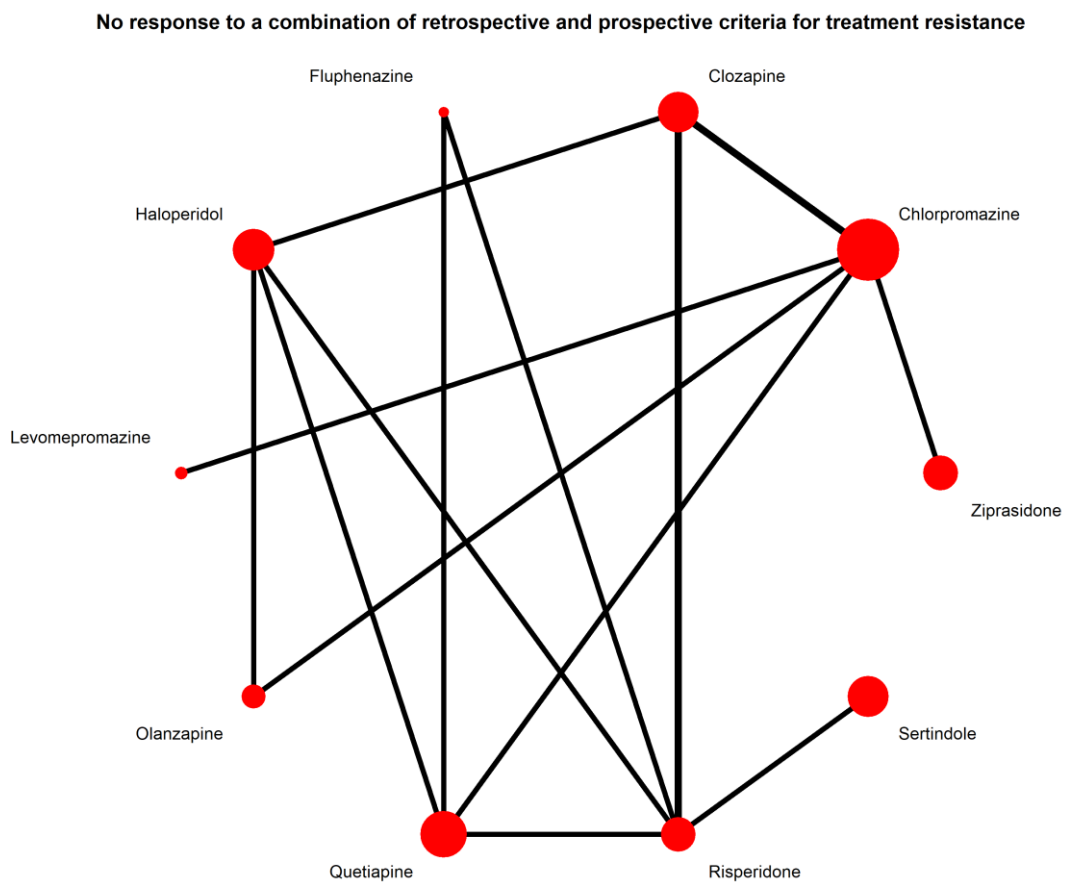 No response to a combination of retrospective and prospective criteria for treatment resistance
Fluphenazine
Clozapine
Haloperidol
Chlorpromazine
Levomepromazine
Ziprasidone
Olanzapine
Sertindole
Quetiapine
Risperidone